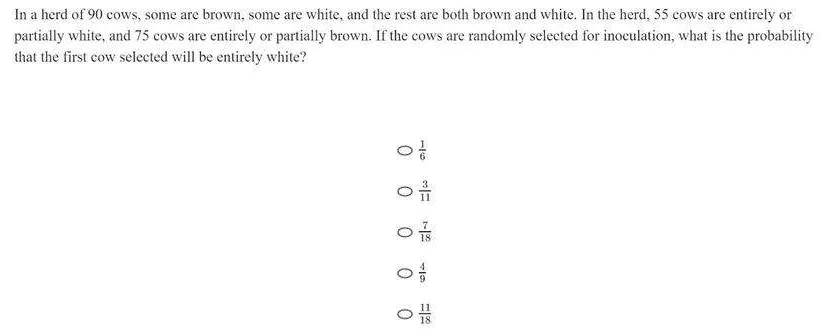 In a herd of 90 cows, some are brown, some are white, and the rest are both brown and white. In the herd, 55 cows are entirely or
partially white, and 75 cows are entirely or partially brown. If the cows are randomly selected for inoculation, what is the probability
that the first cow selected will be entirely white?
1/6
3/11
7/18
4/9
11/18